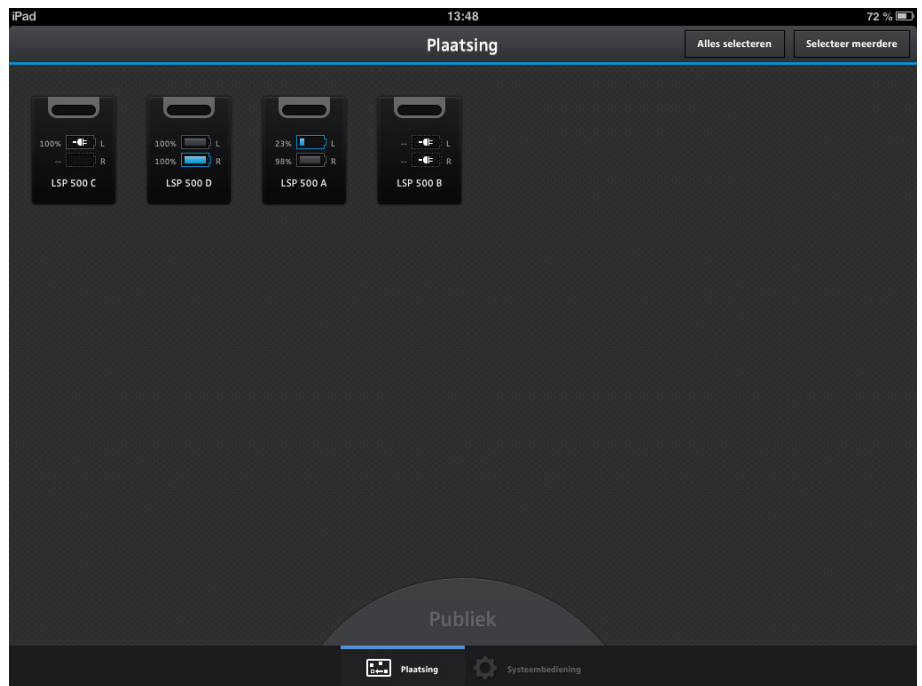 iPad 13:48 72 %
Plaatsing Alles selecteren Selecteer meerdere
100% L 100% L 23% L -- L
-- R 100% R 98% R -- R
LSP 500 C LSP 500 D LSP 500 A LSP 500 B
Publiek
Plaatsing Systeembediening